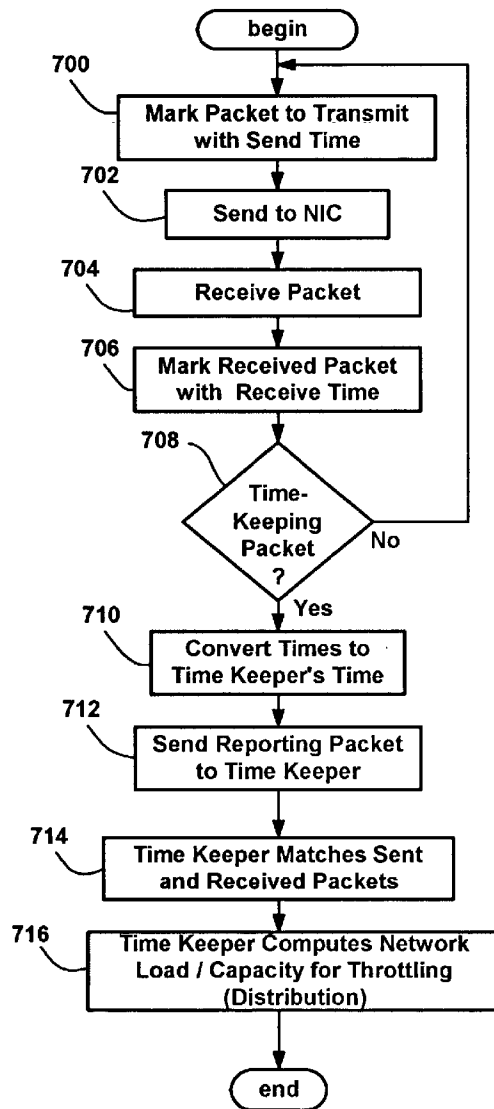 begin
700
Mark Packet to Transmit
with Send Time
702
Send to NIC
704
Receive Packet
706
Mark Received Packet
with Receive Time
708
Time-
Keeping
Packet
?
No
Yes
710
Convert Times to
Time Keeper's Time
712
Send Reporting Packet
to Time Keeper
714
Time Keeper Matches Sent
and Received Packets
716
Time Keeper Computes Network
Load / Capacity for Throttling
(Distribution)
end